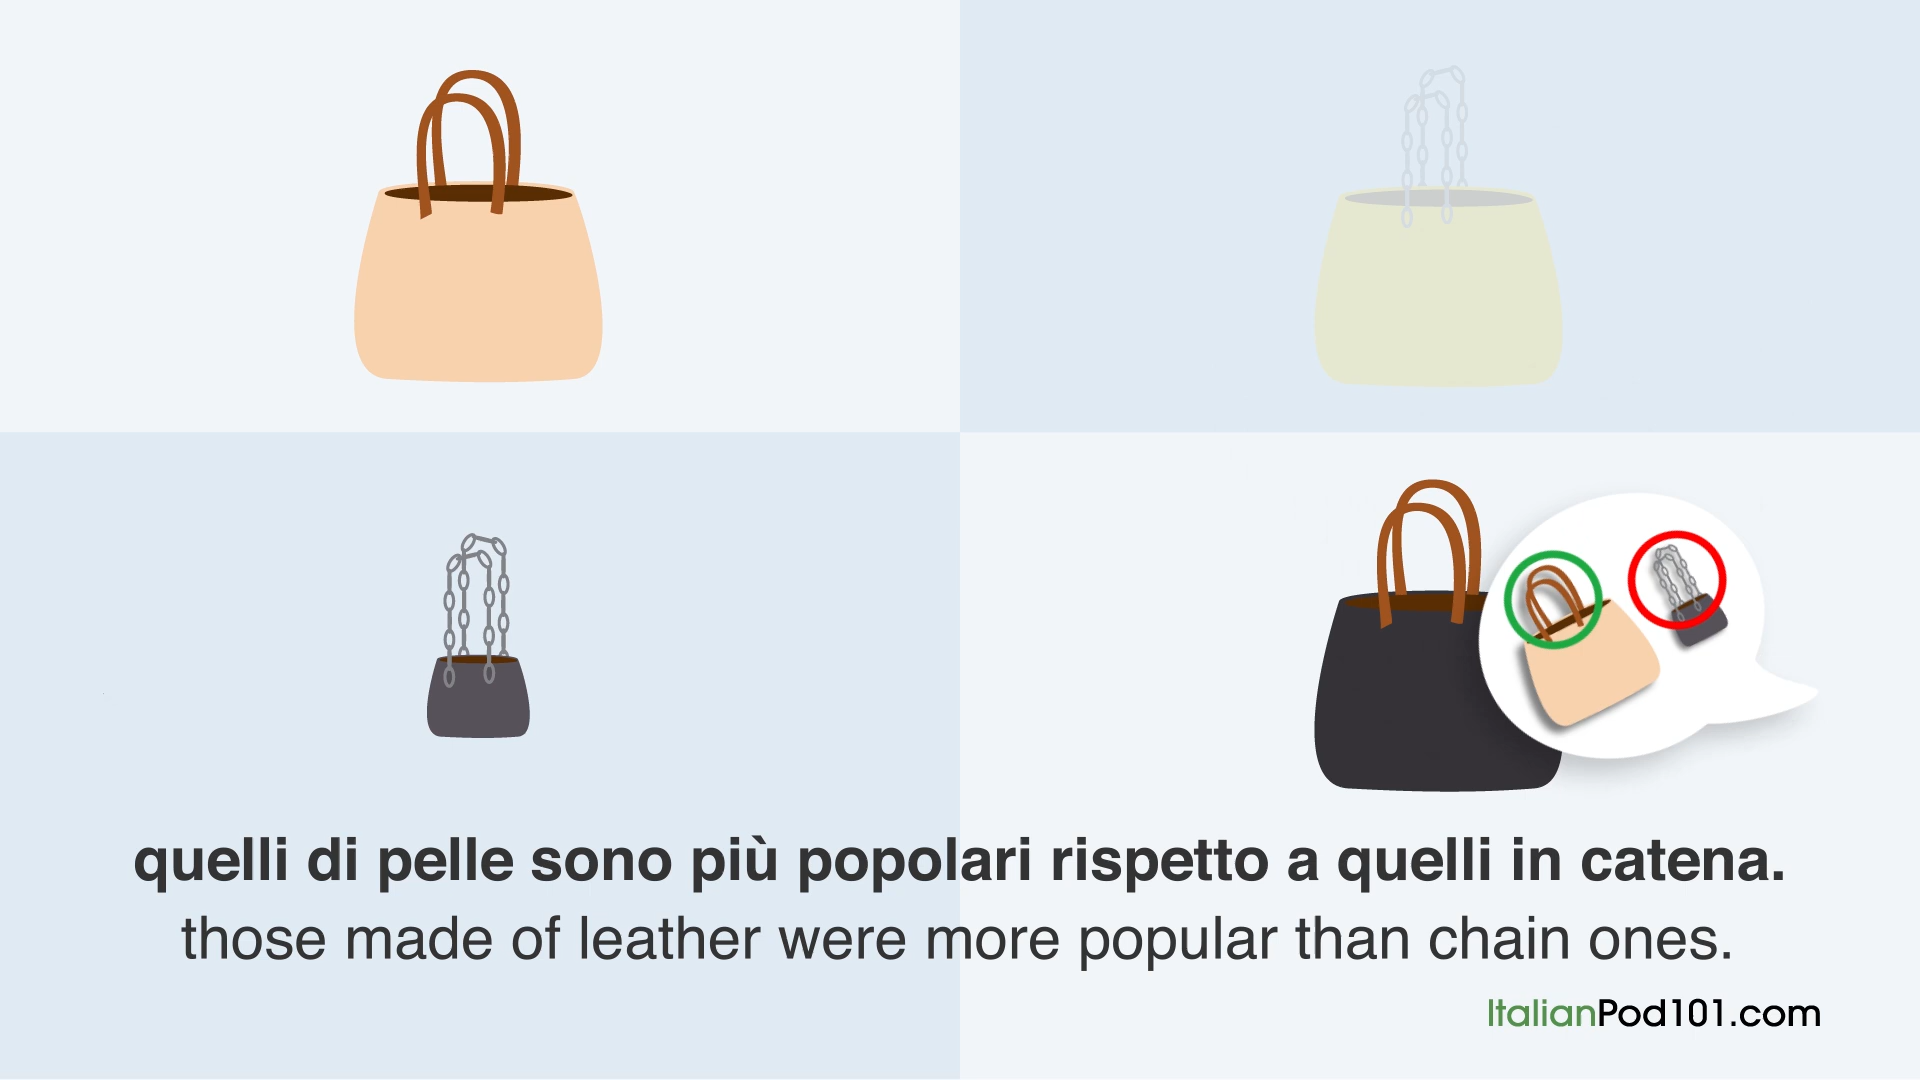 quelli di pelle sono più popolari rispetto a quelli in catena.
those made of leather were more popular than chain ones.
ItalianPod101.com